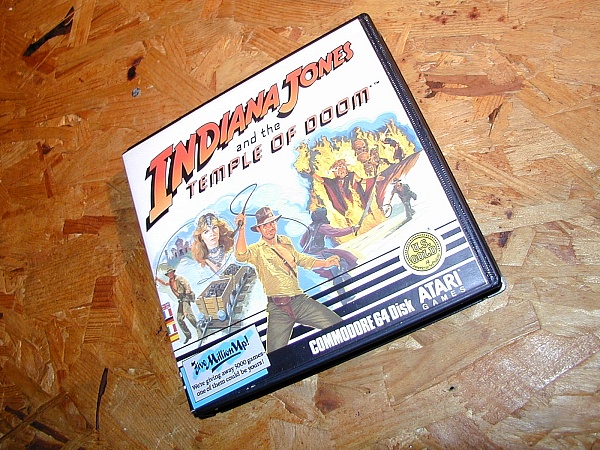 INDIANA JONES
and the
TEMPLE OF DOOM™
U.S.
GOLD
COMMODORE 64 Disk
ATARI
GAMES
Five Million Up!
We're giving away 1000 games-
one of them could be yours!